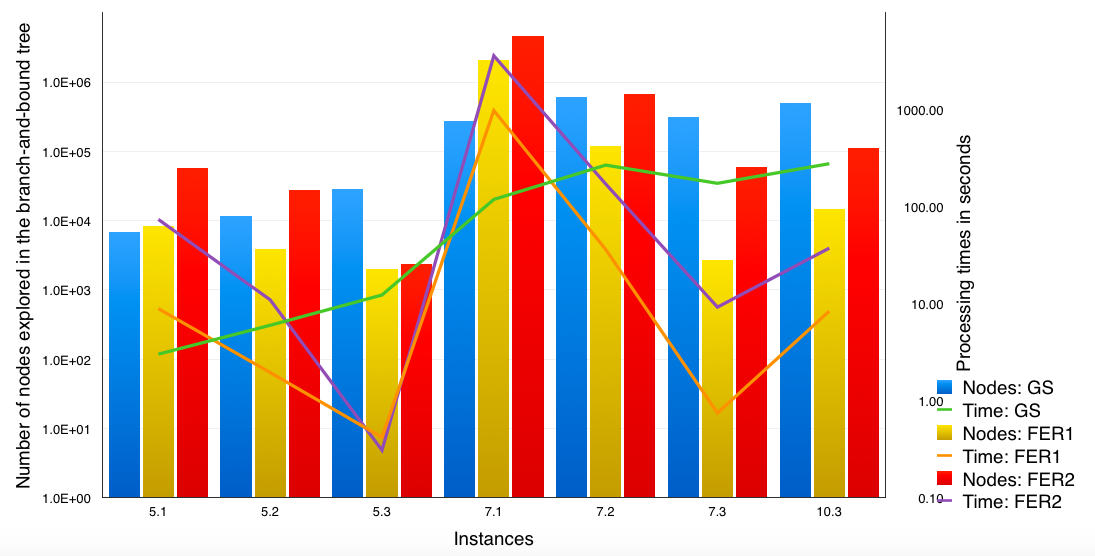 Number of nodes explored in the branch-and-bound tree
1.0E+06
1.0E+05
1.0E+04
1.0E+03
1.0E+02
1.0E+01
1.0E+00
5.1
5.2
5.3
7.1
7.2
7.3
10.3
Instances
1000.00
100.00
10.00
1.00
0.10
Processing times in seconds
Nodes: GS
Time: GS
Nodes: FER1
Time: FER1
Nodes: FER2
Time: FER2